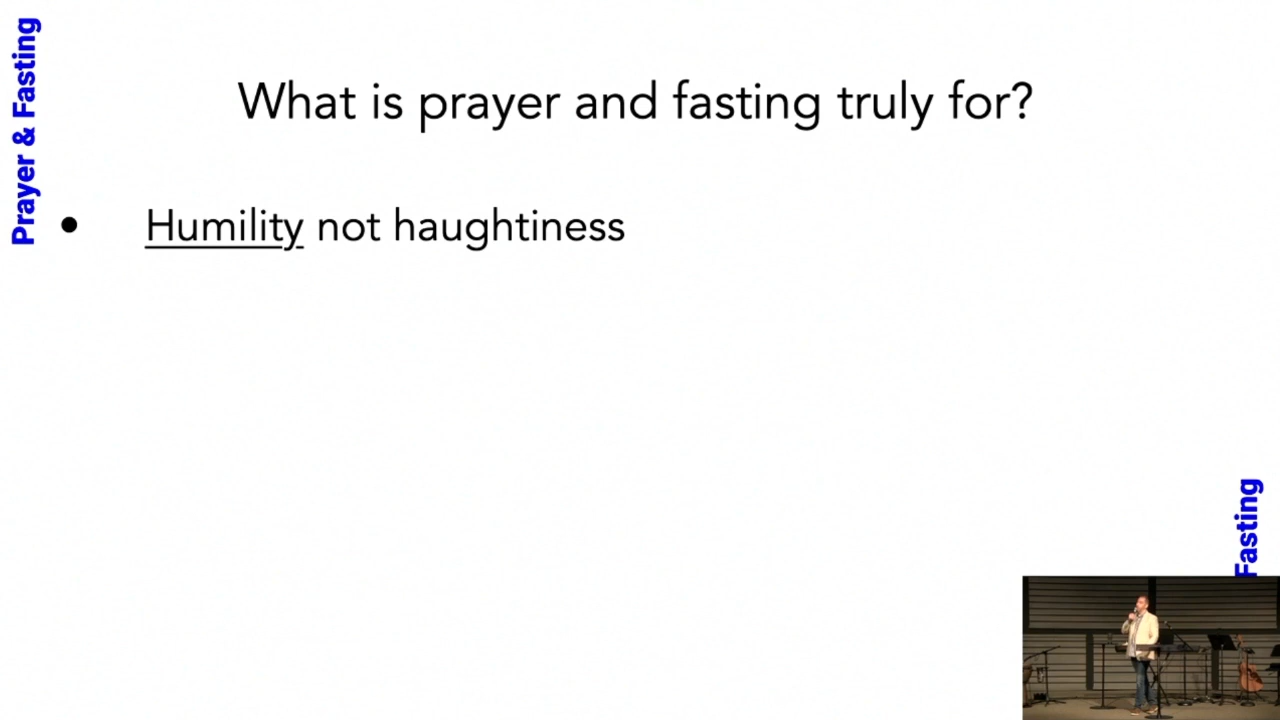 Prayer & Fasting
What is prayer and fasting truly for?
• Humility not haughtiness
Fasting